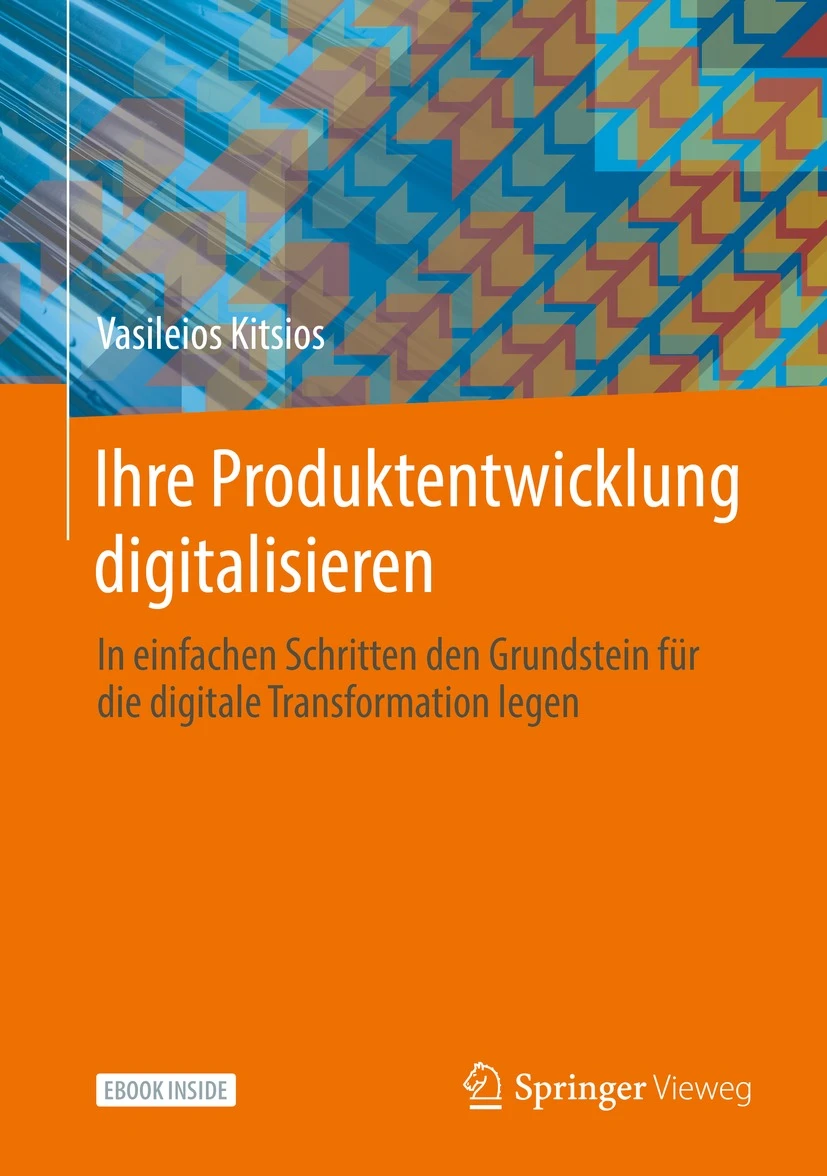 Vasileios Kitsios
Ihre Produktentwicklung
digitalisieren
In einfachen Schritten den Grundstein für
die digitale Transformation legen
EBOOK INSIDE
Springer Vieweg